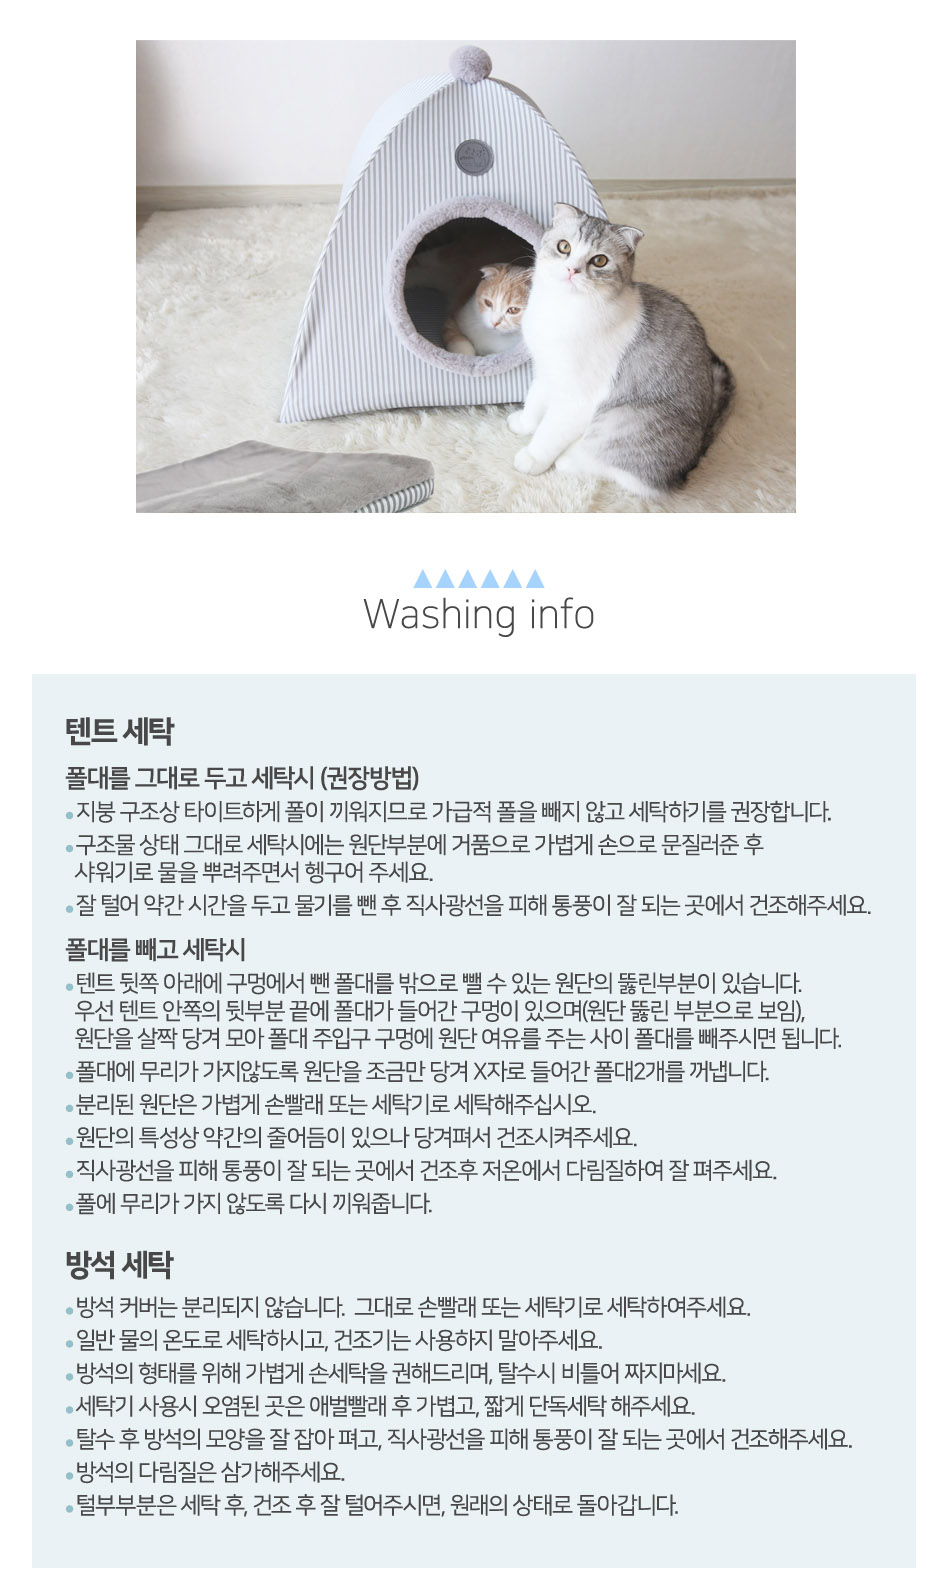 Washing info
텐트 세탁
폴대를 그대로 두고 세탁시 (권장방법)
•지붕 구조상 타이트하게 폴이 끼워지므로 가급적 폴을 빼지 않고 세탁하기를 권장합니다.
•구조물 상태 그대로 세탁시에는 원단부분에 거품으로 가볍게 손으로 문질러준 후
샤워기로 물을 뿌려주면서 헹구어 주세요.
•잘 털어 약간 시간을 두고 물기를 뺀 후 직사광선을 피해 통풍이 잘 되는 곳에서 건조해주세요.
폴대를 빼고 세탁시
•텐트 뒷쪽 아래에 구멍에서 뺀 폴대를 밖으로 뺄 수 있는 원단의 뚫린부분이 있습니다.
우선 텐트 안쪽의 뒷부분 끝에 폴대가 들어간 구멍이 있으며(원단 뚫린 부분으로 보임),
원단을 살짝 당겨 모아 폴대 주입구 구멍에 원단 여유를 주는 사이 폴대를 빼주시면 됩니다.
•폴대에 무리가 가지않도록 원단을 조금만 당겨 X자로 들어간 폴대2개를 꺼냅니다.
•분리된 원단은 가볍게 손빨래 또는 세탁기로 세탁해주십시오.
•원단의 특성상 약간의 줄어듬이 있으나 당겨펴서 건조시켜주세요.
•직사광선을 피해 통풍이 잘 되는 곳에서 건조후 저온에서 다림질하여 잘 펴주세요.
•폴에 무리가 가지 않도록 다시 끼워줍니다.
방석 세탁
•방석 커버는 분리되지 않습니다. 그대로 손빨래 또는 세탁기로 세탁하여주세요.
•일반 물의 온도로 세탁하시고, 건조기는 사용하지 말아주세요.
•방석의 형태를 위해 가볍게 손세탁을 권해드리며, 탈수시 비틀어 짜지마세요.
•세탁기 사용시 오염된 곳은 애벌빨래 후 가볍고, 짧게 단독세탁 해주세요.
•탈수 후 방석의 모양을 잘 잡아 펴고, 직사광선을 피해 통풍이 잘 되는 곳에서 건조해주세요.
•방석의 다림질은 삼가해주세요.
•털부부분은 세탁 후, 건조 후 잘 털어주시면, 원래의 상태로 돌아갑니다.